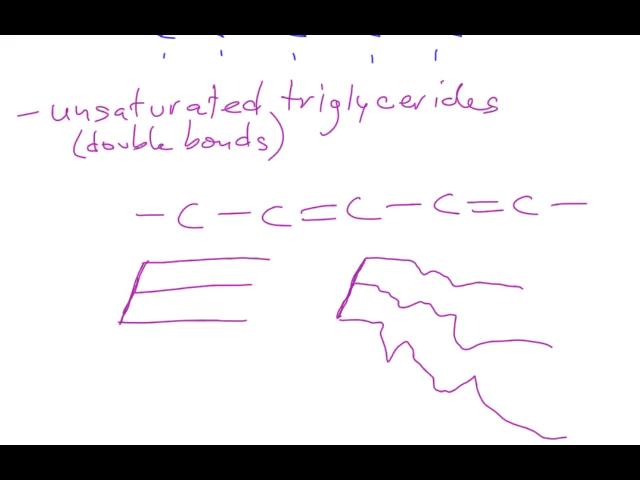 - unsaturated triglycerides
(double bonds)
- C - C = C - C = C -